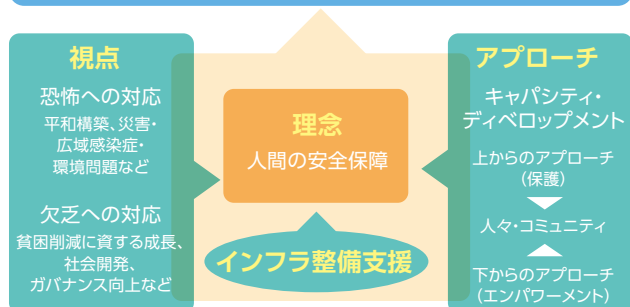 視点
恐怖への対応
平和構築、災害・
広域感染症・
環境問題など
欠乏への対応
貧困削減に資する成長、
社会開発、
ガバナンス向上など
理念
人間の安全保障
インフラ整備支援
アプローチ
キャパシティ・
ディベロップメント
上からのアプローチ
（保護）
人々・コミュニティ
下からのアプローチ
（エンパワーメント）